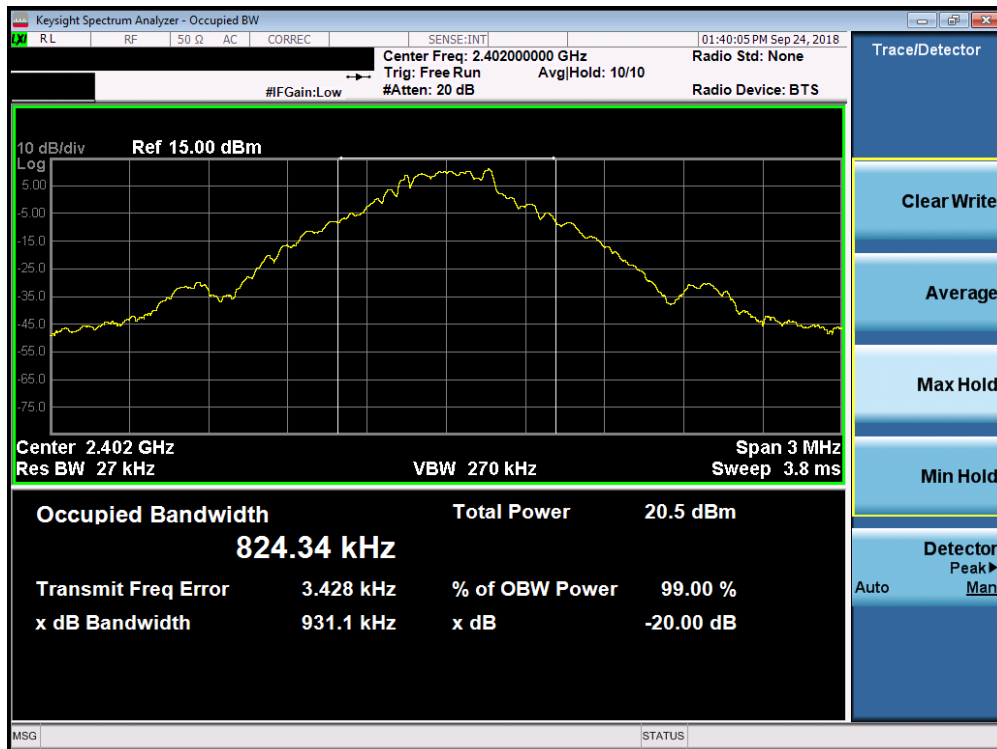 Keysight Spectrum Analyzer - Occupied BW
LXI RL RF 50 Ω AC CORREC SENSE:INT 01:40:05 PM Sep 24, 2018
Center Freq: 2.402000000 GHz Radio Std: None
Trig: Free Run Avg|Hold: 10/10
#IFGain:Low #Atten: 20 dB Radio Device: BTS
10 dB/div Ref 15.00 dBm
Log
5.00
-5.00
-15.0
-25.0
-35.0
-45.0
-55.0
-65.0
-75.0
Center 2.402 GHz Span 3 MHz
Res BW 27 kHz VBW 270 kHz Sweep 3.8 ms
Occupied Bandwidth Total Power 20.5 dBm
824.34 kHz
Transmit Freq Error 3.428 kHz % of OBW Power 99.00 %
x dB Bandwidth 931.1 kHz x dB -20.00 dB
MSG STATUS
Trace/Detector
Clear Write
Average
Max Hold
Min Hold
Detector
Peak▶
Auto Man